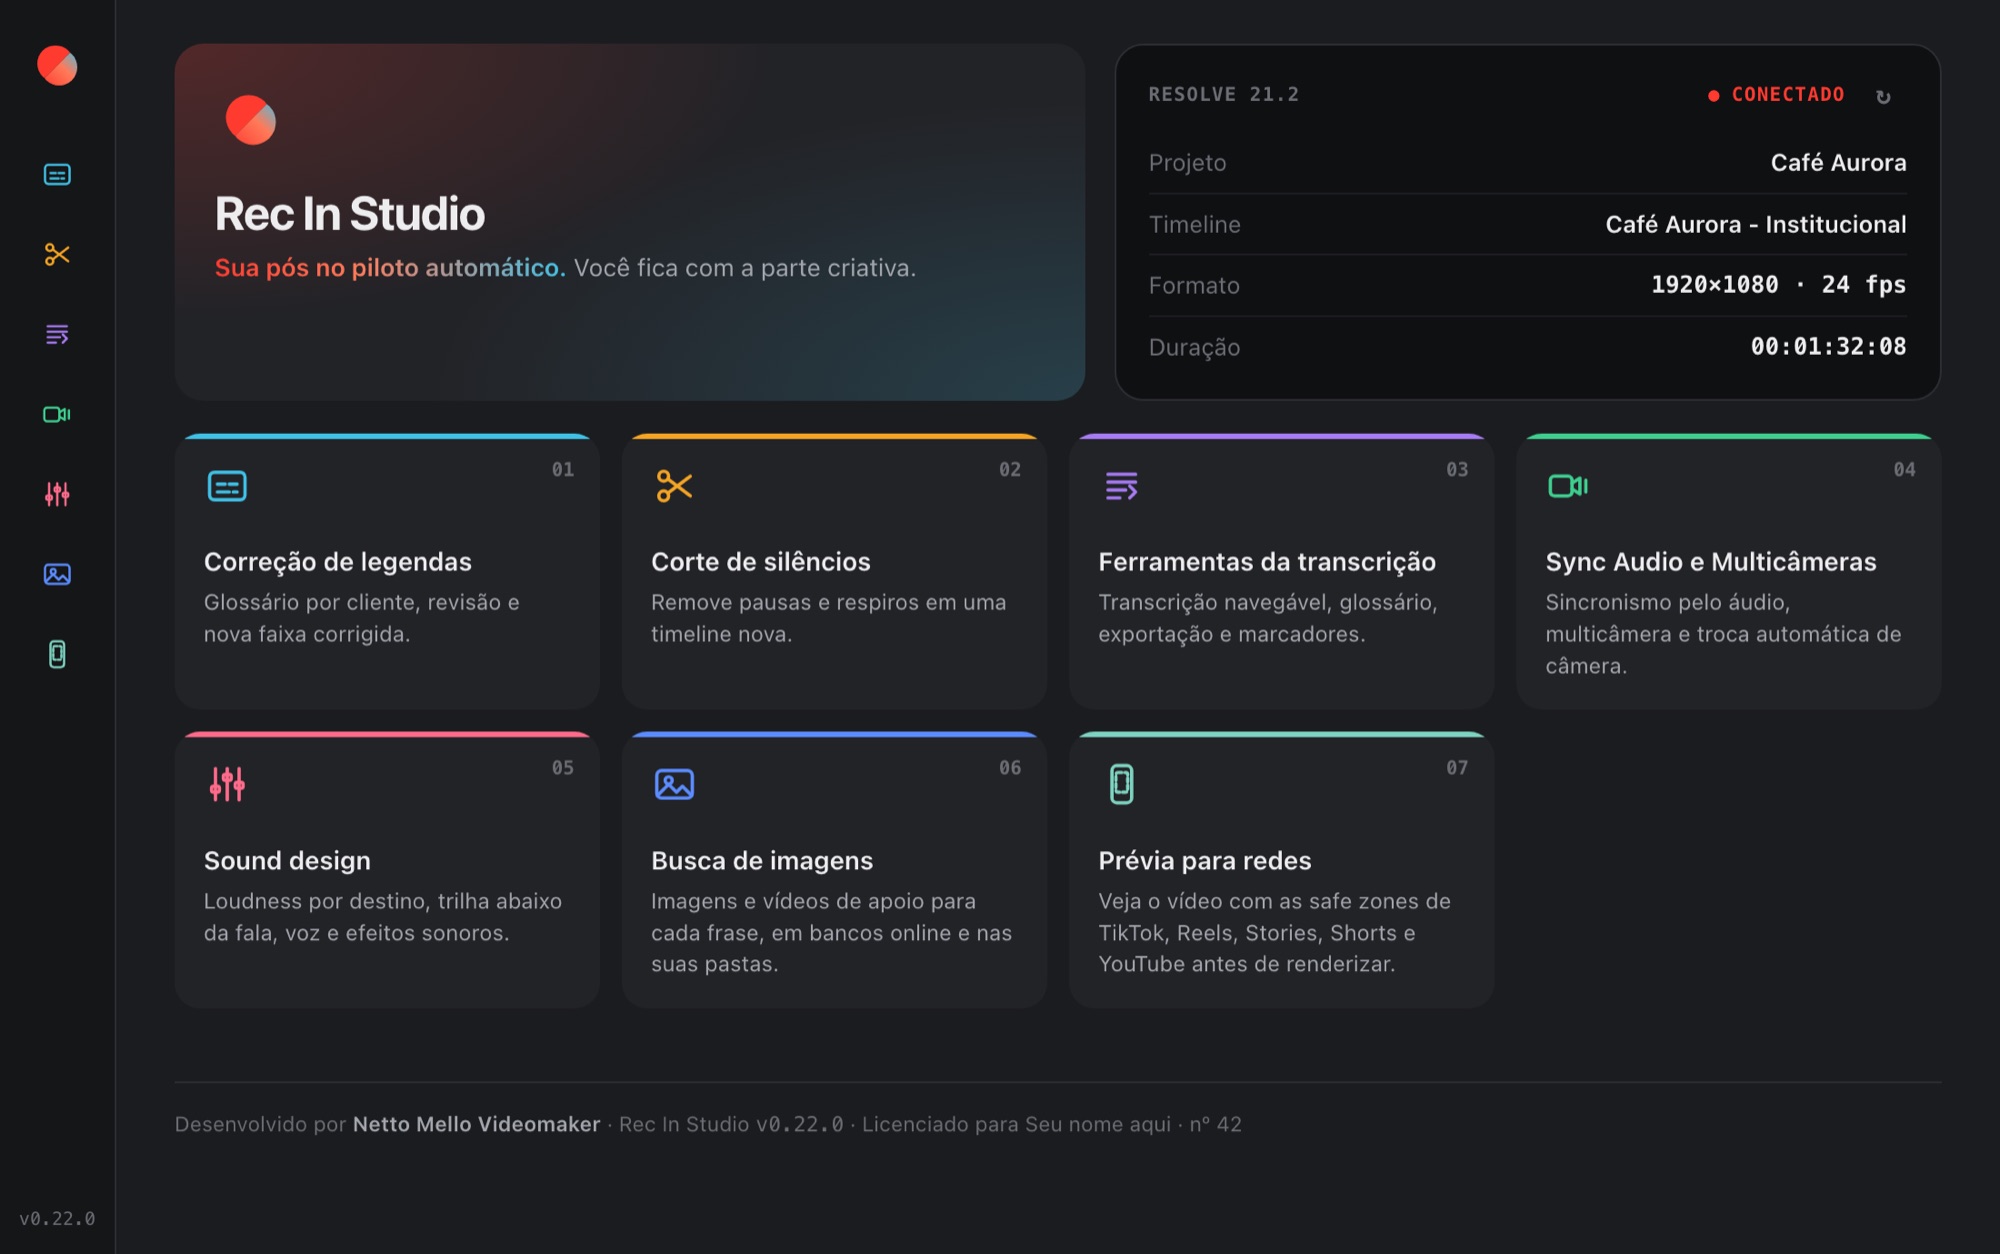 Rec In Studio
Sua pós no piloto automático. Você fica com a parte criativa.
RESOLVE 21.2
● CONECTADO ↻
Projeto
Café Aurora
Timeline
Café Aurora - Institucional
Formato
1920×1080 · 24 fps
Duração
00:01:32:08
01
Correção de legendas
Glossário por cliente, revisão e
nova faixa corrigida.
02
Corte de silêncios
Remove pausas e respiros em uma
timeline nova.
03
Ferramentas da transcrição
Transcrição navegável, glossário,
exportação e marcadores.
04
Sync Audio e Multicâmeras
Sincronismo pelo áudio,
multicâmera e troca automática de
câmera.
05
Sound design
Loudness por destino, trilha abaixo
da fala, voz e efeitos sonoros.
06
Busca de imagens
Imagens e vídeos de apoio para
cada frase, em bancos online e nas
suas pastas.
07
Prévia para redes
Veja o vídeo com as safe zones de
TikTok, Reels, Stories, Shorts e
YouTube antes de renderizar.
Desenvolvido por Netto Mello Videomaker · Rec In Studio v0.22.0 · Licenciado para Seu nome aqui · nº 42
v0.22.0